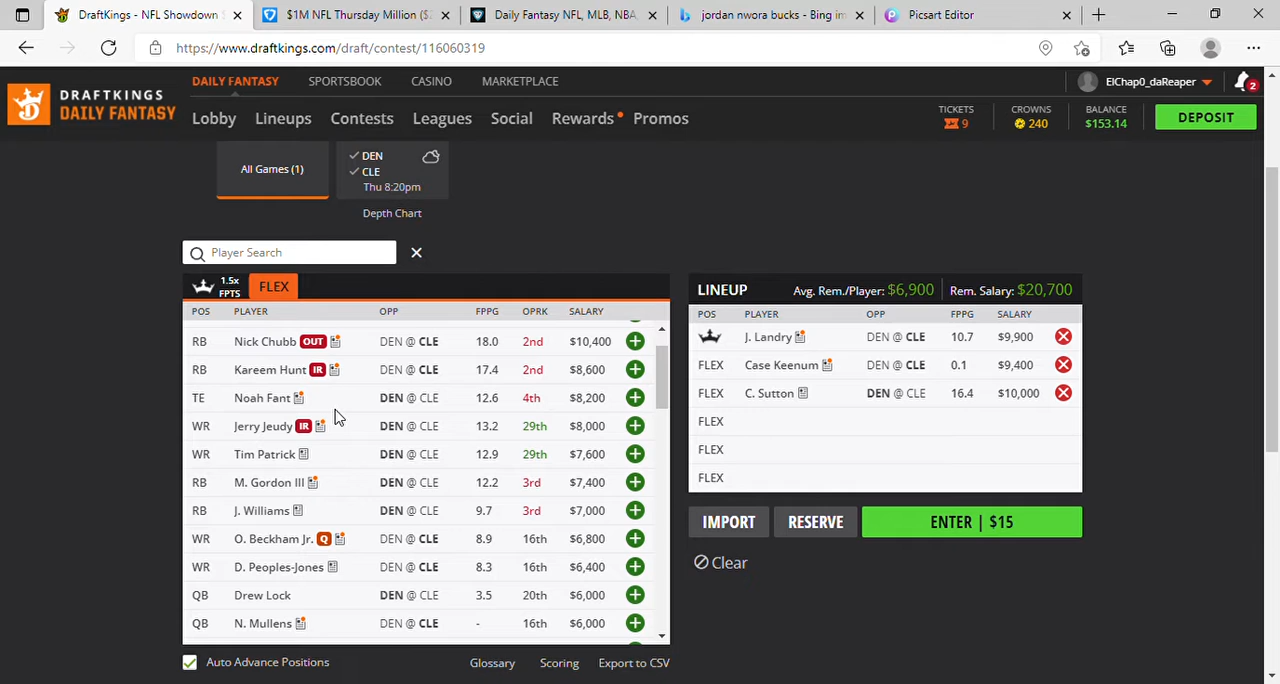 DraftKings - NFL Showdown $
$1M NFL Thursday Million ($
Daily Fantasy NFL, MLB, NBA,
jordan nwora bucks - Bing im
Picsart Editor
https://www.draftkings.com/draft/contest/116060319
DRAFTKINGS
DAILY FANTASY
DAILY FANTASY SPORTSBOOK CASINO MARKETPLACE
ElChap0_daReaper
2
Lobby Lineups Contests Leagues Social Rewards Promos
TICKETS CROWNS BALANCE
9 240 $153.14
DEPOSIT
All Games (1)
DEN
CLE
Thu 8:20pm
Depth Chart
Player Search
1.5x
FPTS
FLEX
POS PLAYER OPP FPPG OPRK SALARY
RB Nick Chubb OUT DEN @ CLE 18.0 2nd $10,400
RB Kareem Hunt IR DEN @ CLE 17.4 2nd $8,600
TE Noah Fant DEN @ CLE 12.6 4th $8,200
WR Jerry Jeudy IR DEN @ CLE 13.2 29th $8,000
WR Tim Patrick DEN @ CLE 12.9 29th $7,600
RB M. Gordon III DEN @ CLE 12.2 3rd $7,400
RB J. Williams DEN @ CLE 9.7 3rd $7,000
WR O. Beckham Jr. Q DEN @ CLE 8.9 16th $6,800
WR D. Peoples-Jones DEN @ CLE 8.3 16th $6,400
QB Drew Lock DEN @ CLE 3.5 20th $6,000
QB N. Mullens DEN @ CLE - 16th $6,000
Auto Advance Positions
Glossary Scoring Export to CSV
LINEUP Avg. Rem./Player: $6,900 Rem. Salary: $20,700
POS PLAYER OPP FPPG SALARY
J. Landry DEN @ CLE 10.7 $9,900
FLEX Case Keenum DEN @ CLE 0.1 $9,400
FLEX C. Sutton DEN @ CLE 16.4 $10,000
FLEX
FLEX
FLEX
IMPORT RESERVE ENTER | $15
Clear